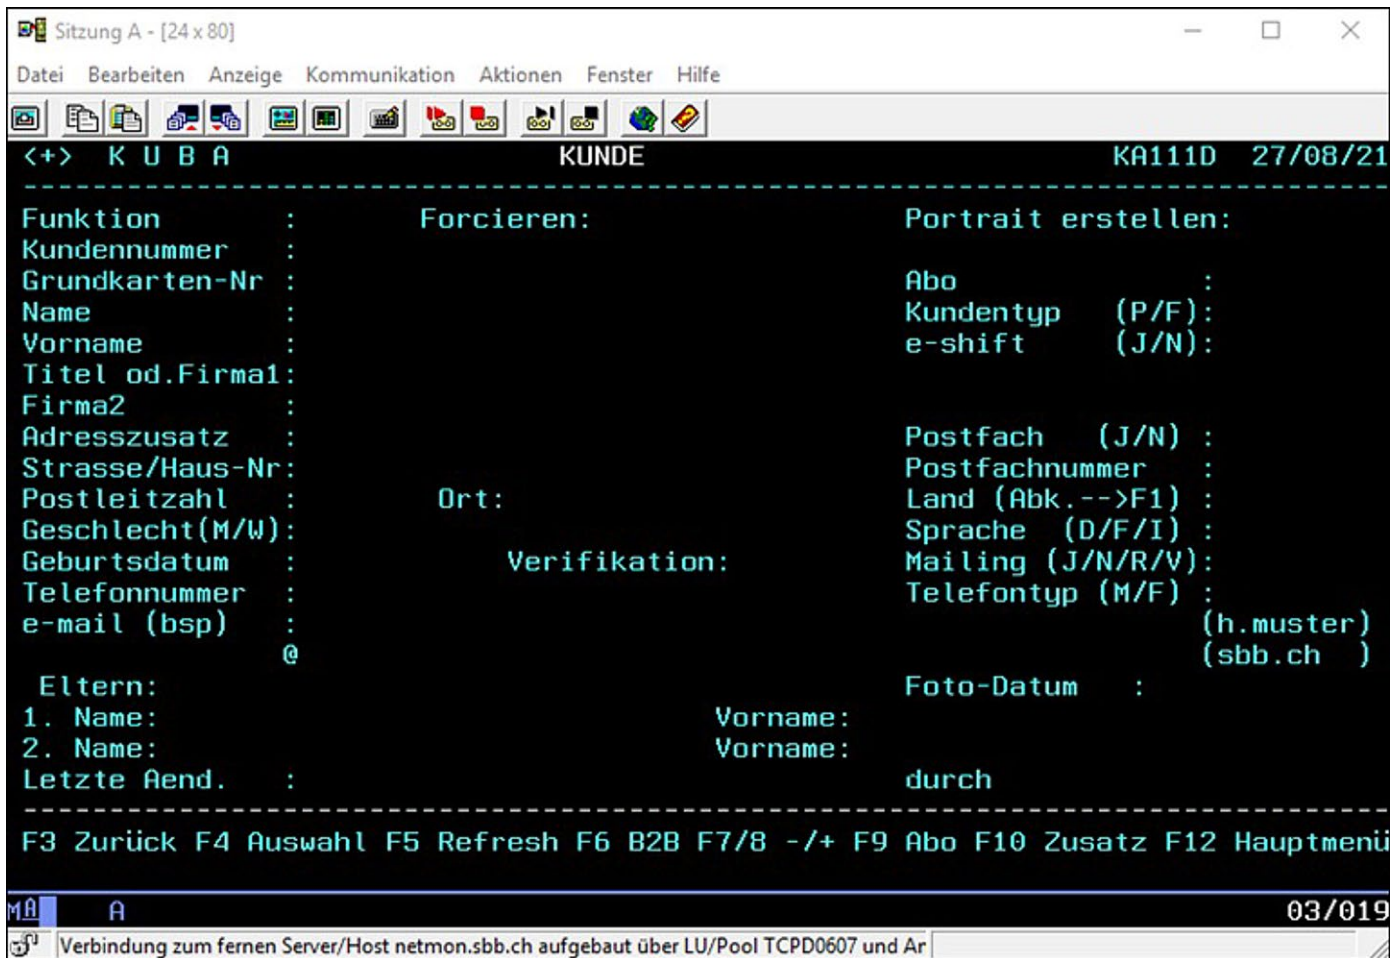 Sitzung A - [24 x 80]
Datei Bearbeiten Anzeige Kommunikation Aktionen Fenster Hilfe
<+> K U B A KUNDE KA111D 27/08/21
--------------------------------------------------------------------------------
Funktion : Forcieren: Portrait erstellen:
Kundennummer :
Grundkarten-Nr : Abo :
Name : Kundentyp (P/F):
Vorname : e-shift (J/N):
Titel od.Firma1:
Firma2 :
Adresszusatz : Postfach (J/N) :
Strasse/Haus-Nr: Postfachnummer :
Postleitzahl : Ort: Land (Abk.-->F1) :
Geschlecht(M/W): Sprache (D/F/I) :
Geburtsdatum : Verifikation: Mailing (J/N/R/V):
Telefonnummer : Telefontyp (M/F) :
e-mail (bsp) : (h.muster)
@ (sbb.ch )
Eltern: Foto-Datum :
1. Name: Vorname:
2. Name: Vorname:
Letzte Aend. : durch
--------------------------------------------------------------------------------
F3 Zurück F4 Auswahl F5 Refresh F6 B2B F7/8 -/+ F9 Abo F10 Zusatz F12 Hauptmenü
MA A 03/019
Verbindung zum fernen Server/Host netmon.sbb.ch aufgebaut über LU/Pool TCPD0607 und Ar